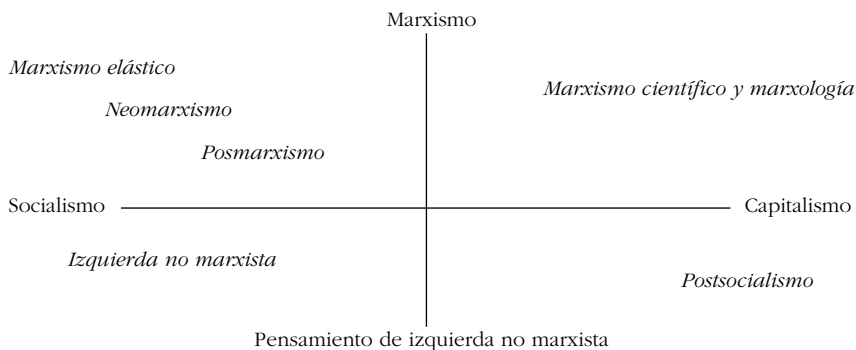 Marxismo
Marxismo elástico
Marxismo científico y marxología
Neomarxismo
Posmarxismo
Socialismo
Capitalismo
Izquierda no marxista
Postsocialismo
Pensamiento de izquierda no marxista